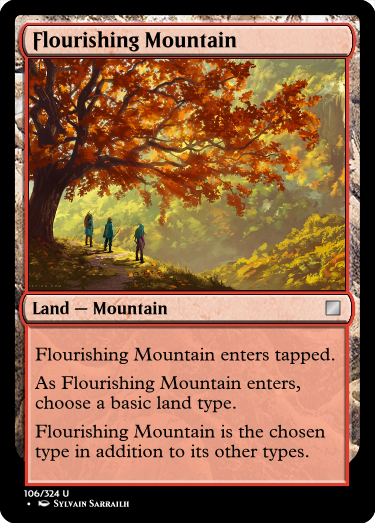 Flourishing Mountain
Land — Mountain
Flourishing Mountain enters tapped.
As Flourishing Mountain enters,
choose a basic land type.
Flourishing Mountain is the chosen
type in addition to its other types.
106/324 U
• Sylvain Sarrailh